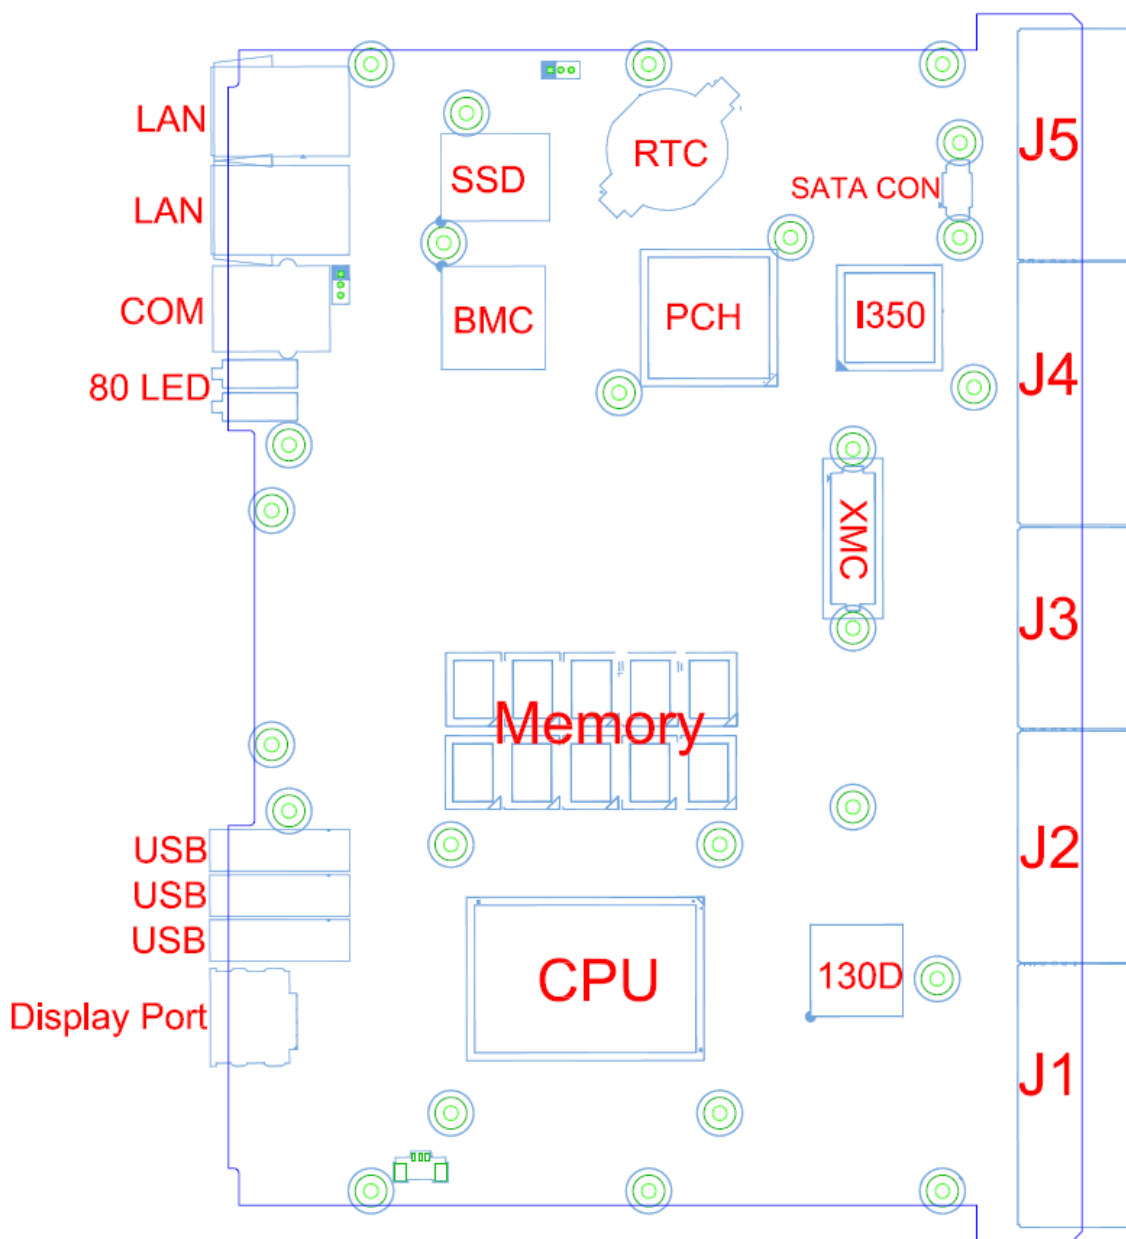 LAN
SSD
RTC
J5
SATA CON
LAN
COM
BMC
PCH
I350
80 LED
J4
XMC
J3
Memory
USB
J2
USB
USB
CPU
130D
Display Port
J1